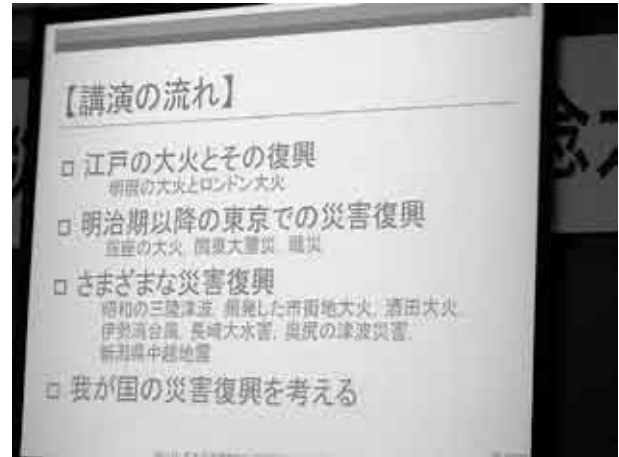 【講演の流れ】
□ 江戸の大火とその復興
明暦の大火とロンドン大火
□ 明治期以降の東京での災害復興
銀座の大火, 関東大震災, 戦災
□ さまざまな災害復興
昭和の三陸津波, 頻発した市街地大火, 酒田大火,
伊勢湾台風, 長崎大水害, 奥尻の津波災害,
新潟県中越地震
□ 我が国の災害復興を考える
念